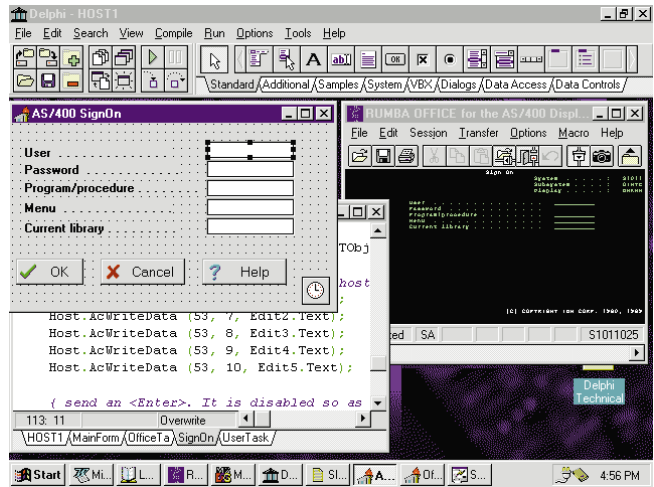 Delphi - HOST1
File Edit Search View Compile Run Options Tools Help
OK
Standard Additional Samples System VBX Dialogs Data Access Data Controls
AS/400 SignOn
User
Password
Program/procedure
Menu
Current library
OK Cancel Help
RUMBA OFFICE for the AS/400 Displ...
File Edit Session Transfer Options Macro Help
Sign On
System . . . . . :
Subsystem . . . . :
Display . . . . . :
User
Password
Program/procedure
Menu
Current library
(C) COPYRIGHT IBM CORP. 1980, 1989
SA S1011025
TObj
host
Host.AcWriteData (53, 7, Edit2.Text);
Host.AcWriteData (53, 8, Edit3.Text);
Host.AcWriteData (53, 9, Edit4.Text);
Host.AcWriteData (53, 10, Edit5.Text);
{ send an <Enter>. It is disabled so as
113: 11 Overwrite
HOST1 MainForm OfficeTa SignOn UserTask
Delphi
Technical
Start Mi... L... R... M... D... SI... A... Of... S... 4:56 PM